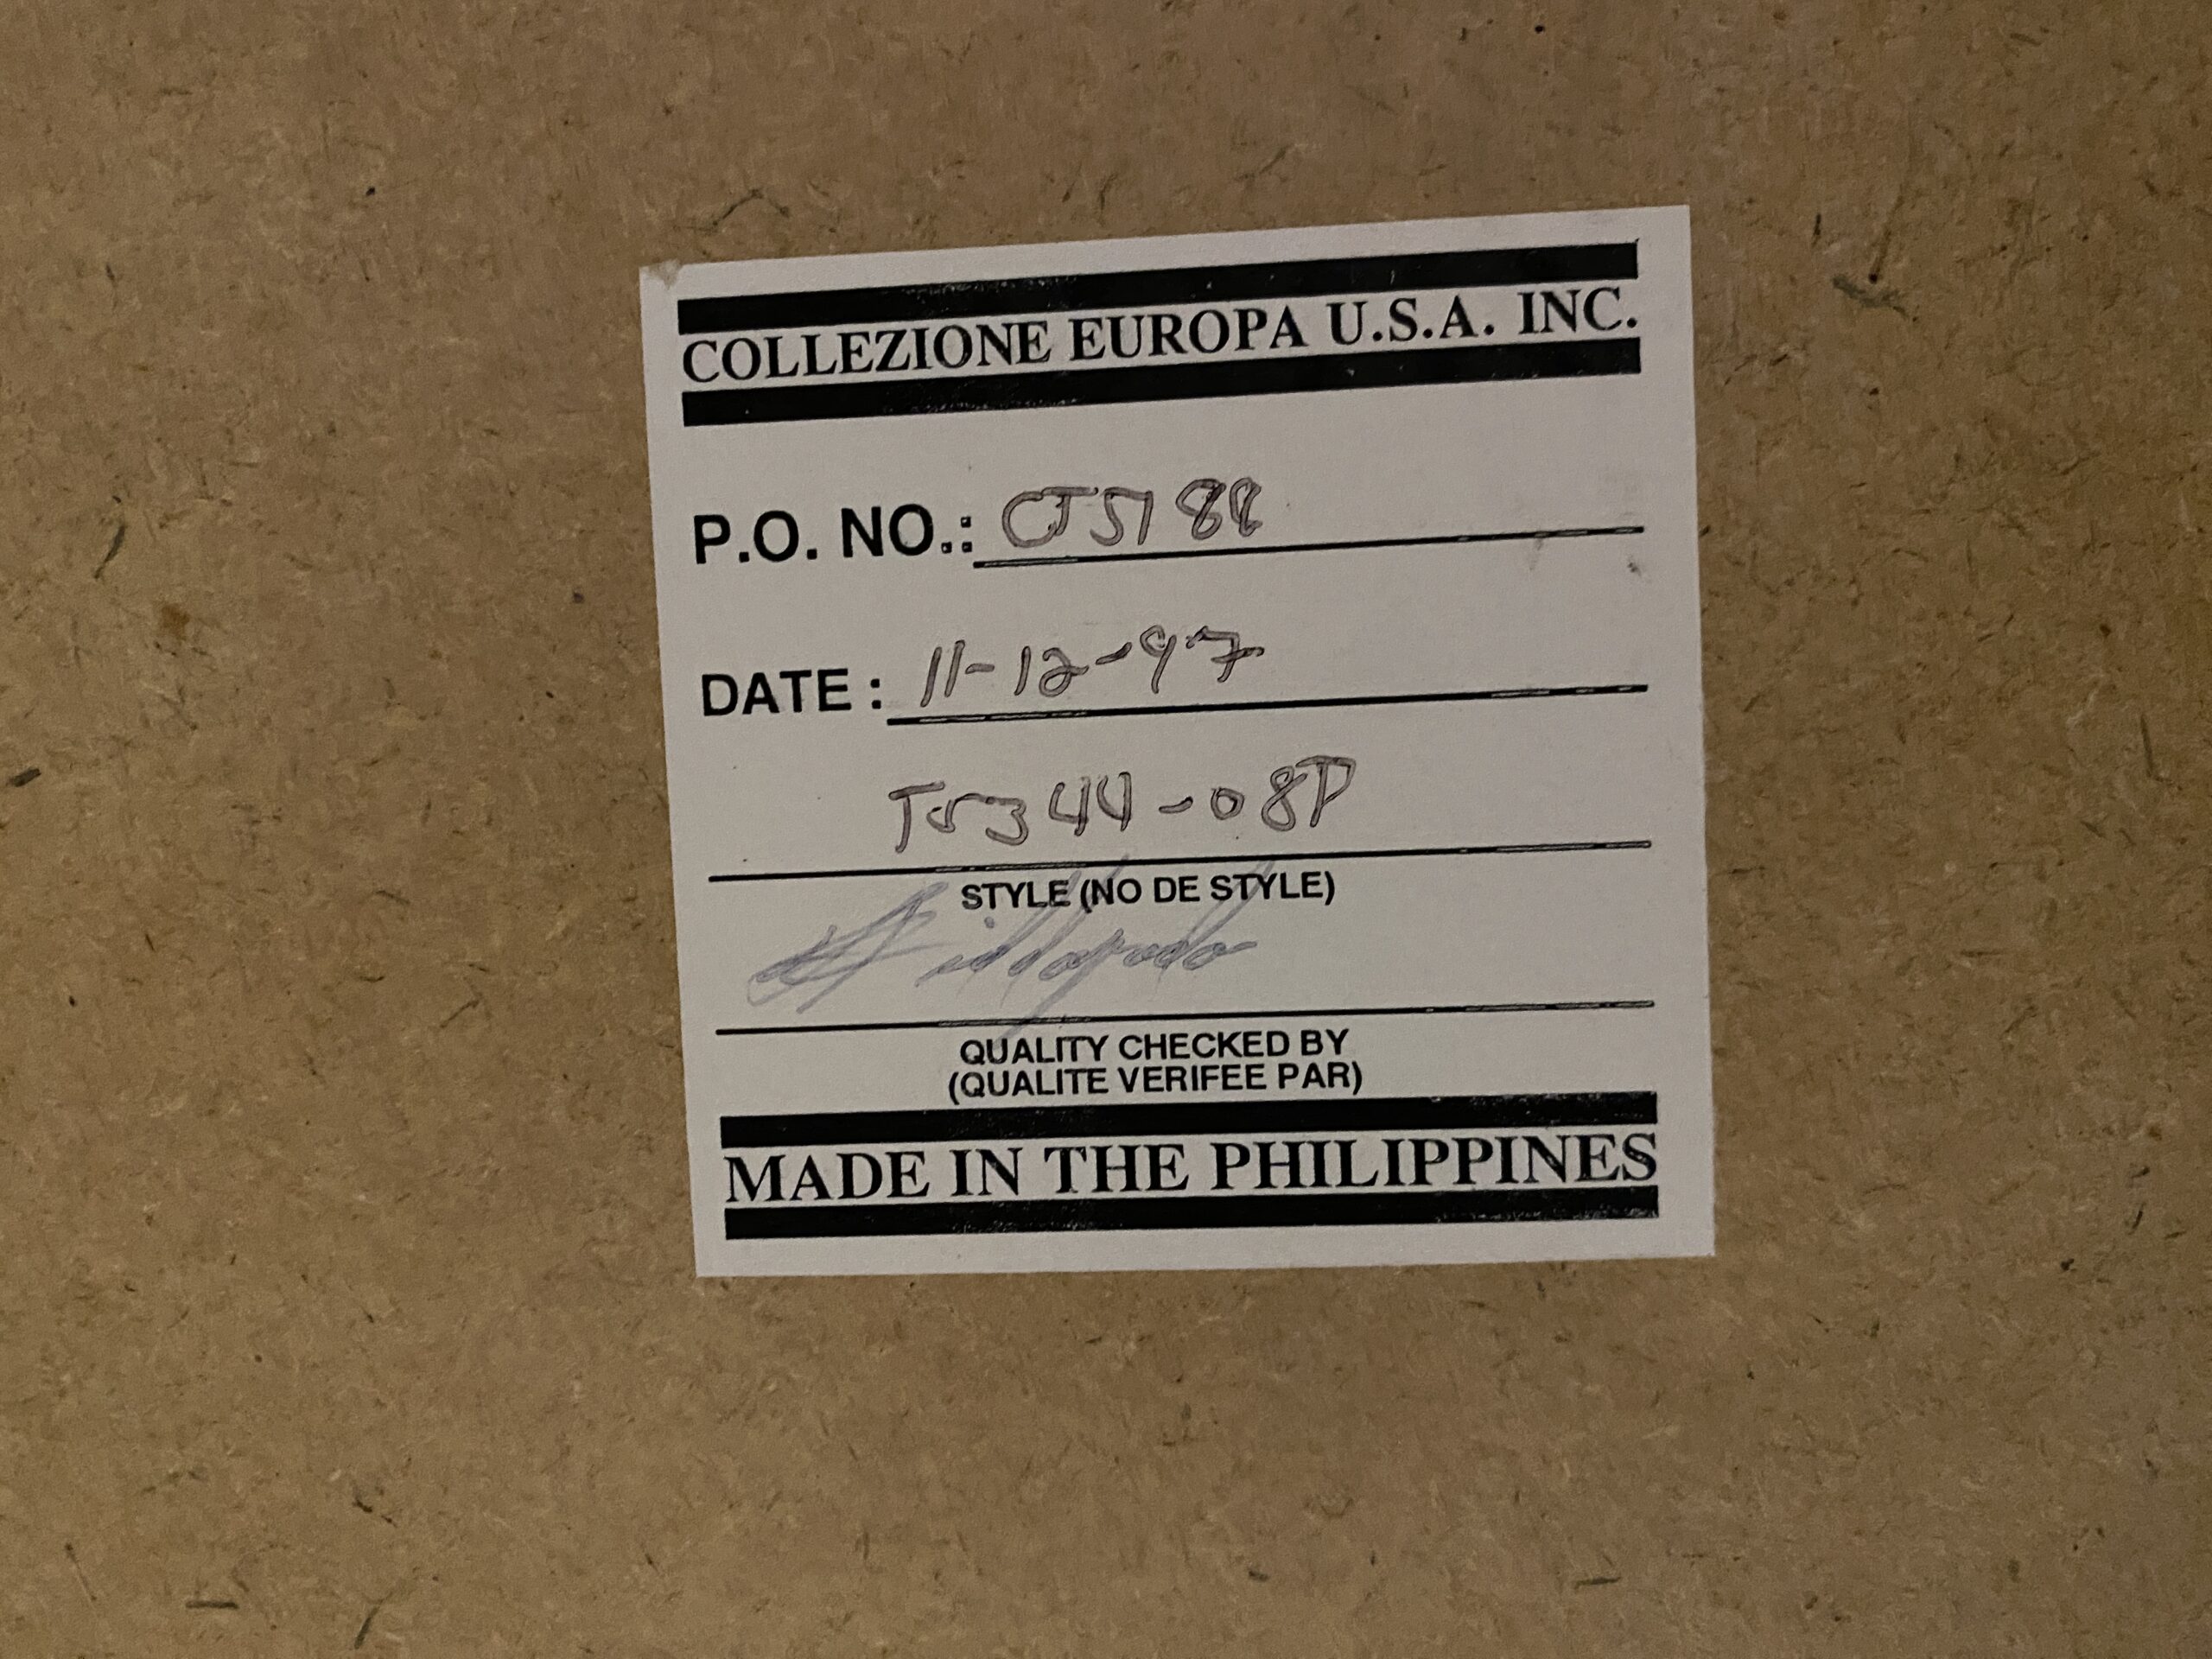 COLLEZIONE EUROPA U.S.A. INC.
P.O. NO.: CJ5188
DATE : 11-12-97
T5344-08P
STYLE (NO DE STYLE)
QUALITY CHECKED BY
(QUALITE VERIFEE PAR)
MADE IN THE PHILIPPINES